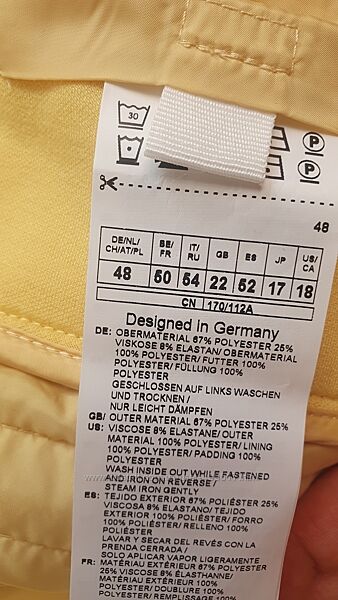 30
P
P
48
DE/NL/ BE/ IT/ GB ES JP US/
CH/AT/PL FR RU CA
48 50 54 22 52 17 18
CN 170/112A
Designed in Germany
DE: OBERMATERIAL 67% POLYESTER 25%
VISKOSE 8% ELASTAN/OBERMATERIAL
100% POLYESTER/ FUTTER 100%
POLYESTER/ FÜLLUNG 100%
POLYESTER
GESCHLOSSEN AUF LINKS WASCHEN
UND TROCKNEN /
NUR LEICHT DÄMPFEN
GB/ OUTER MATERIAL 67% POLYESTER 25%
US: VISCOSE 8% ELASTANE/ OUTER
MATERIAL 100% POLYESTER/ LINING
100% POLYESTER/ PADDING 100%
POLYESTER
WASH INSIDE OUT WHILE FASTENED
AND IRON ON REVERSE /
STEAM IRON GENTLY
ES: TEJIDO EXTERIOR 67% POLIÉSTER 25%
VISCOSA 8% ELASTANO/ TEJIDO
EXTERIOR 100% POLIÉSTER/ FORRO
100% POLIÉSTER/ RELLENO 100%
POLIÉSTER
LAVAR Y SECAR DEL REVÉS CON LA
PRENDA CERRADA /
SOLO APLICAR VAPOR LIGERAMENTE
FR: MATÉRIAU EXTÉRIEUR 67% POLYESTER
25% VISCOSE 8% ÉLASTHANNE/
MATÉRIAU EXTÉRIEUR 100%
POLYESTER/ DOUBLURE 100%
POLYESTER/ REMPLISSAGE 100%